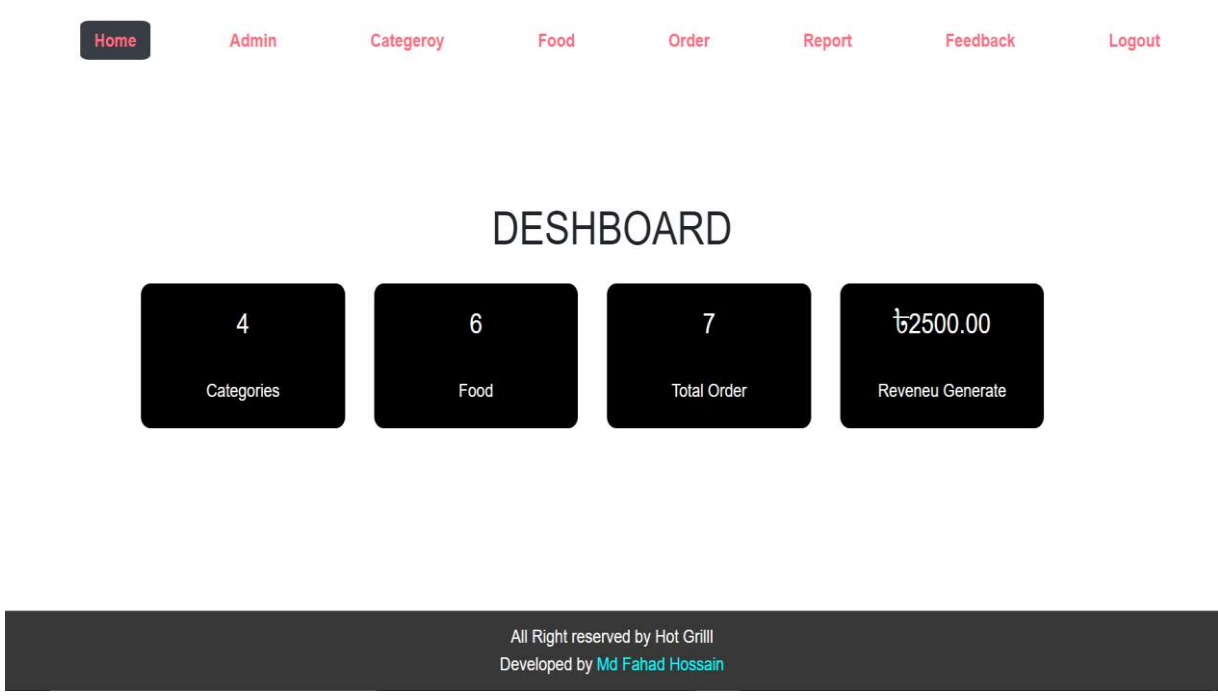 Home Admin Categeroy Food Order Report Feedback Logout
DESHBOARD
4 6 7 ৳2500.00
Categories Food Total Order Reveneu Generate
All Right reserved by Hot Grilll
Developed by Md Fahad Hossain